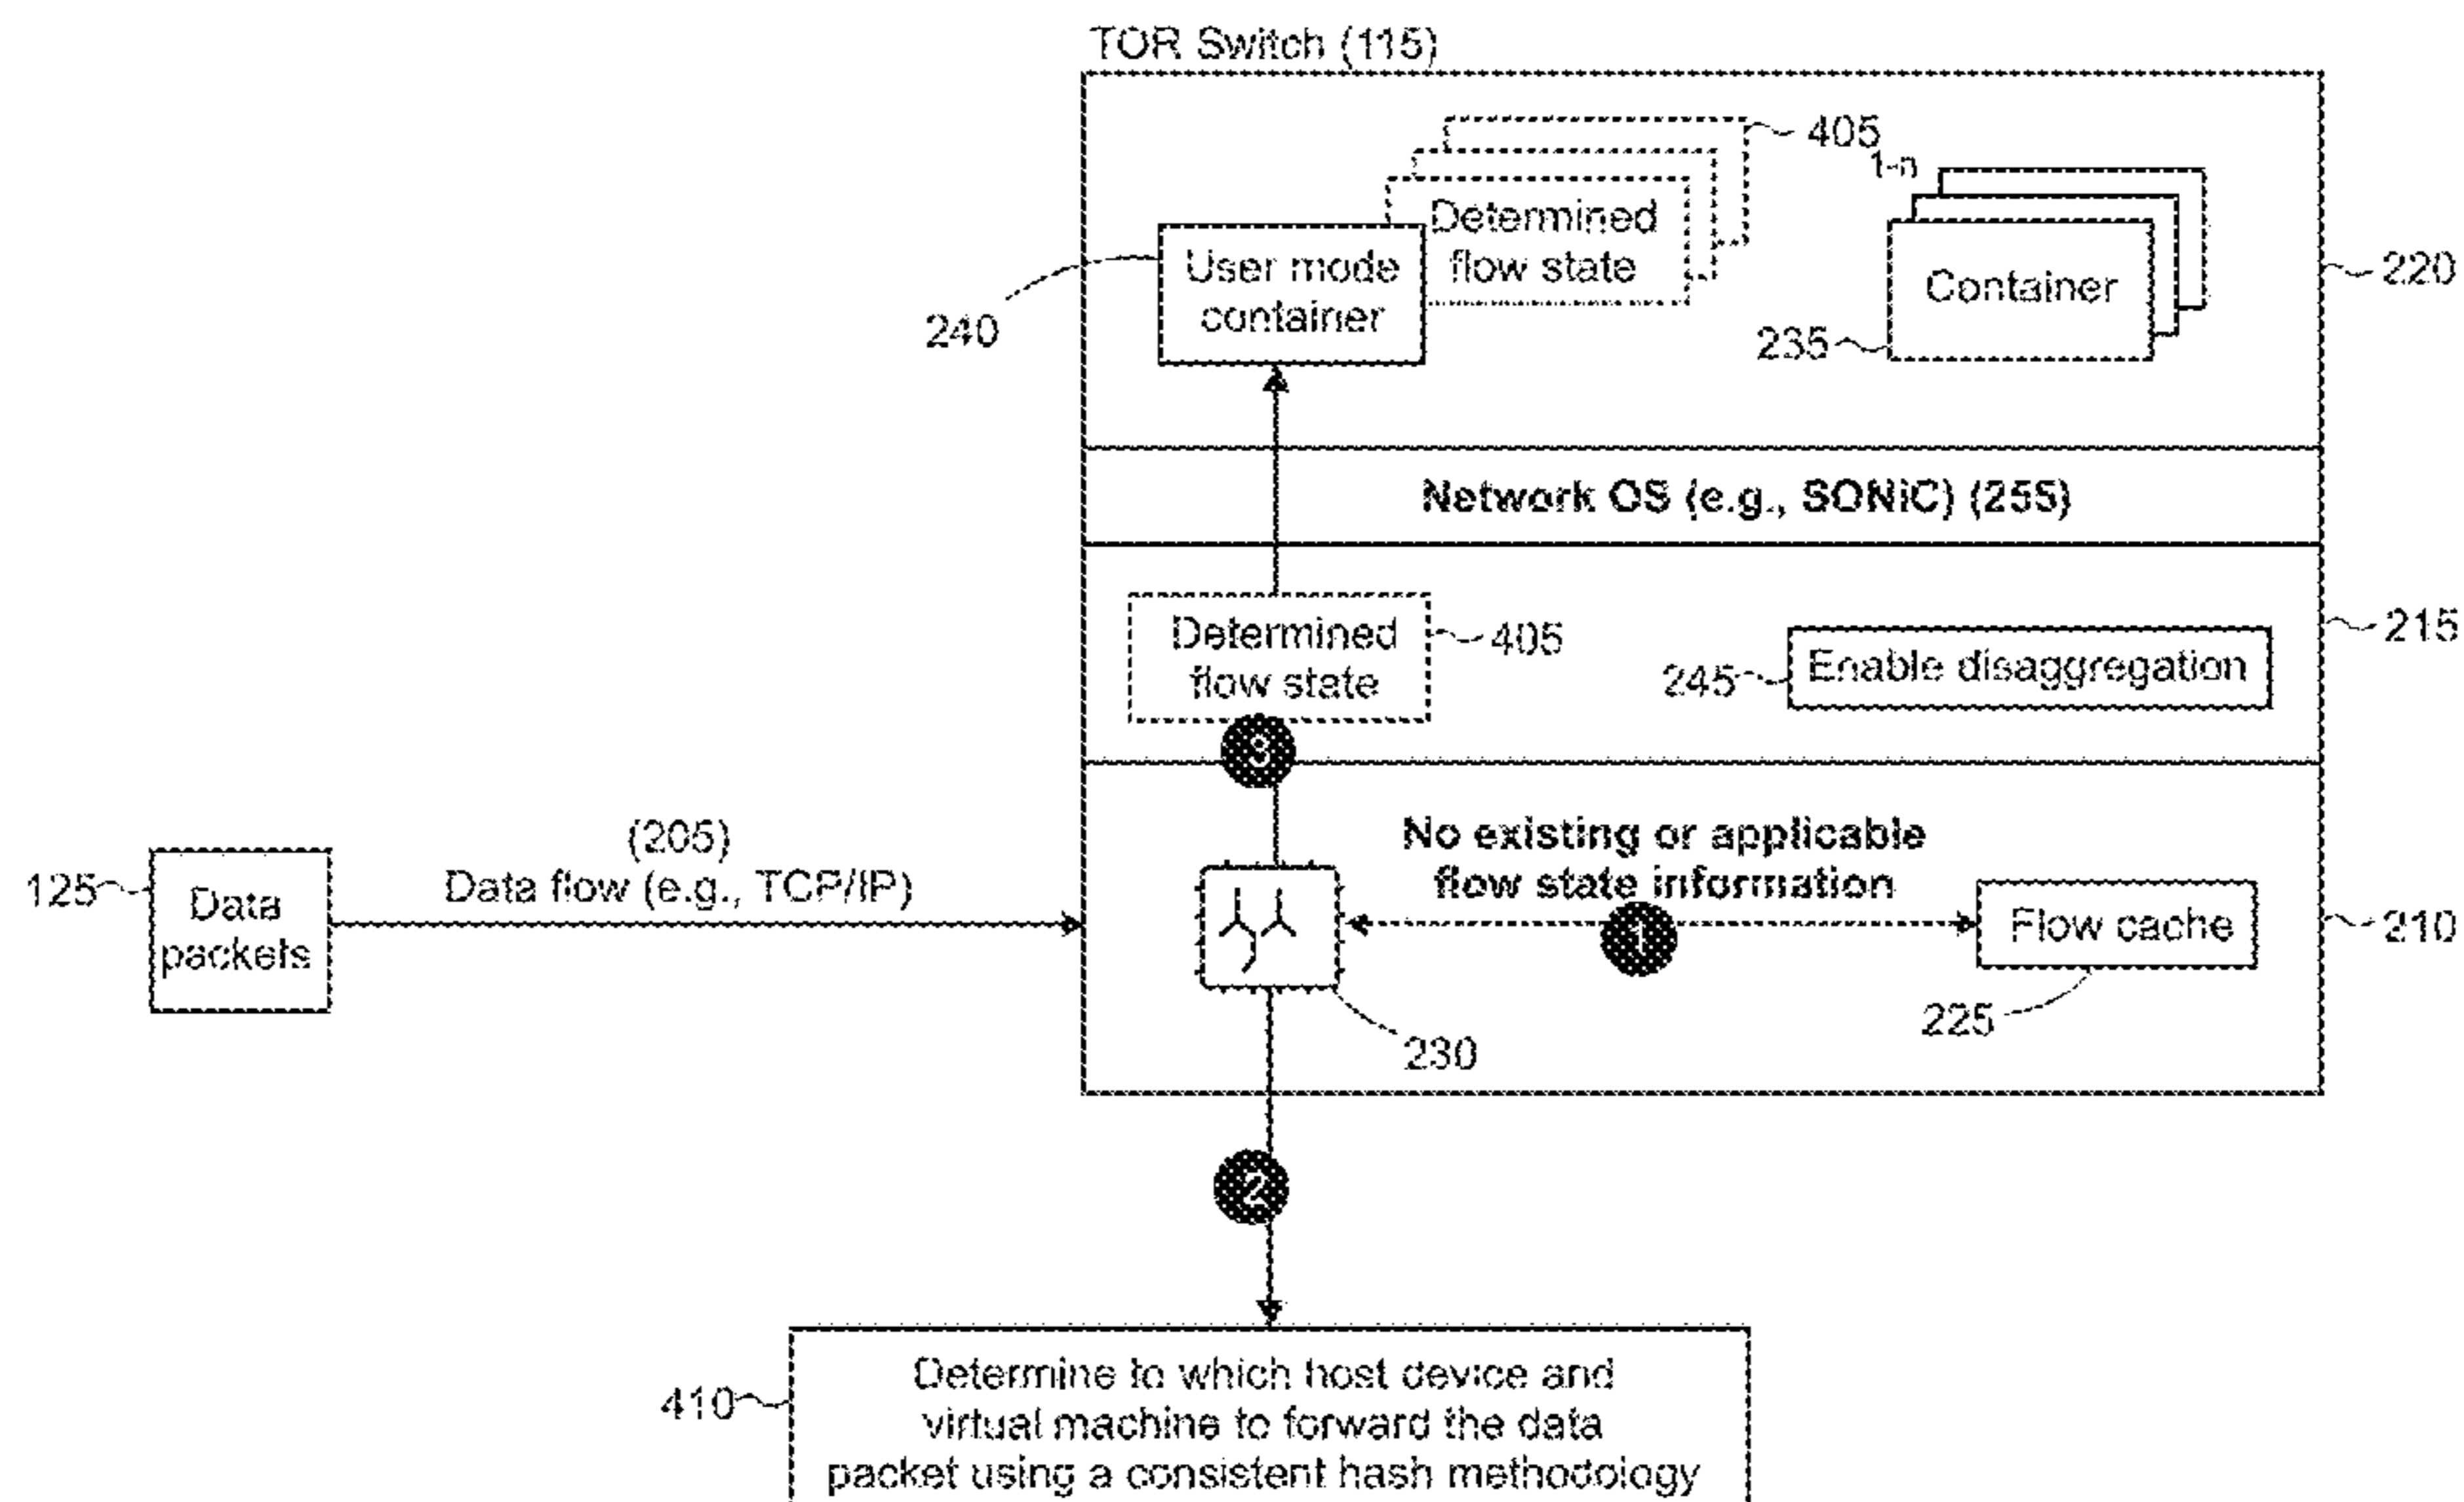 TOR Switch (115)
405
1-n
Determined
flow state
User mode
container
Container
240
235
220
Network OS (e.g., SONiC) (255)
Determined
flow state
405
245
Enable disaggregation
215
3
(205)
Data flow (e.g., TCP/IP)
125
Data
packets
No existing or applicable
flow state information
1
Flow cache
210
225
230
2
410
Determine to which host device and
virtual machine to forward the data
packet using a consistent hash methodology